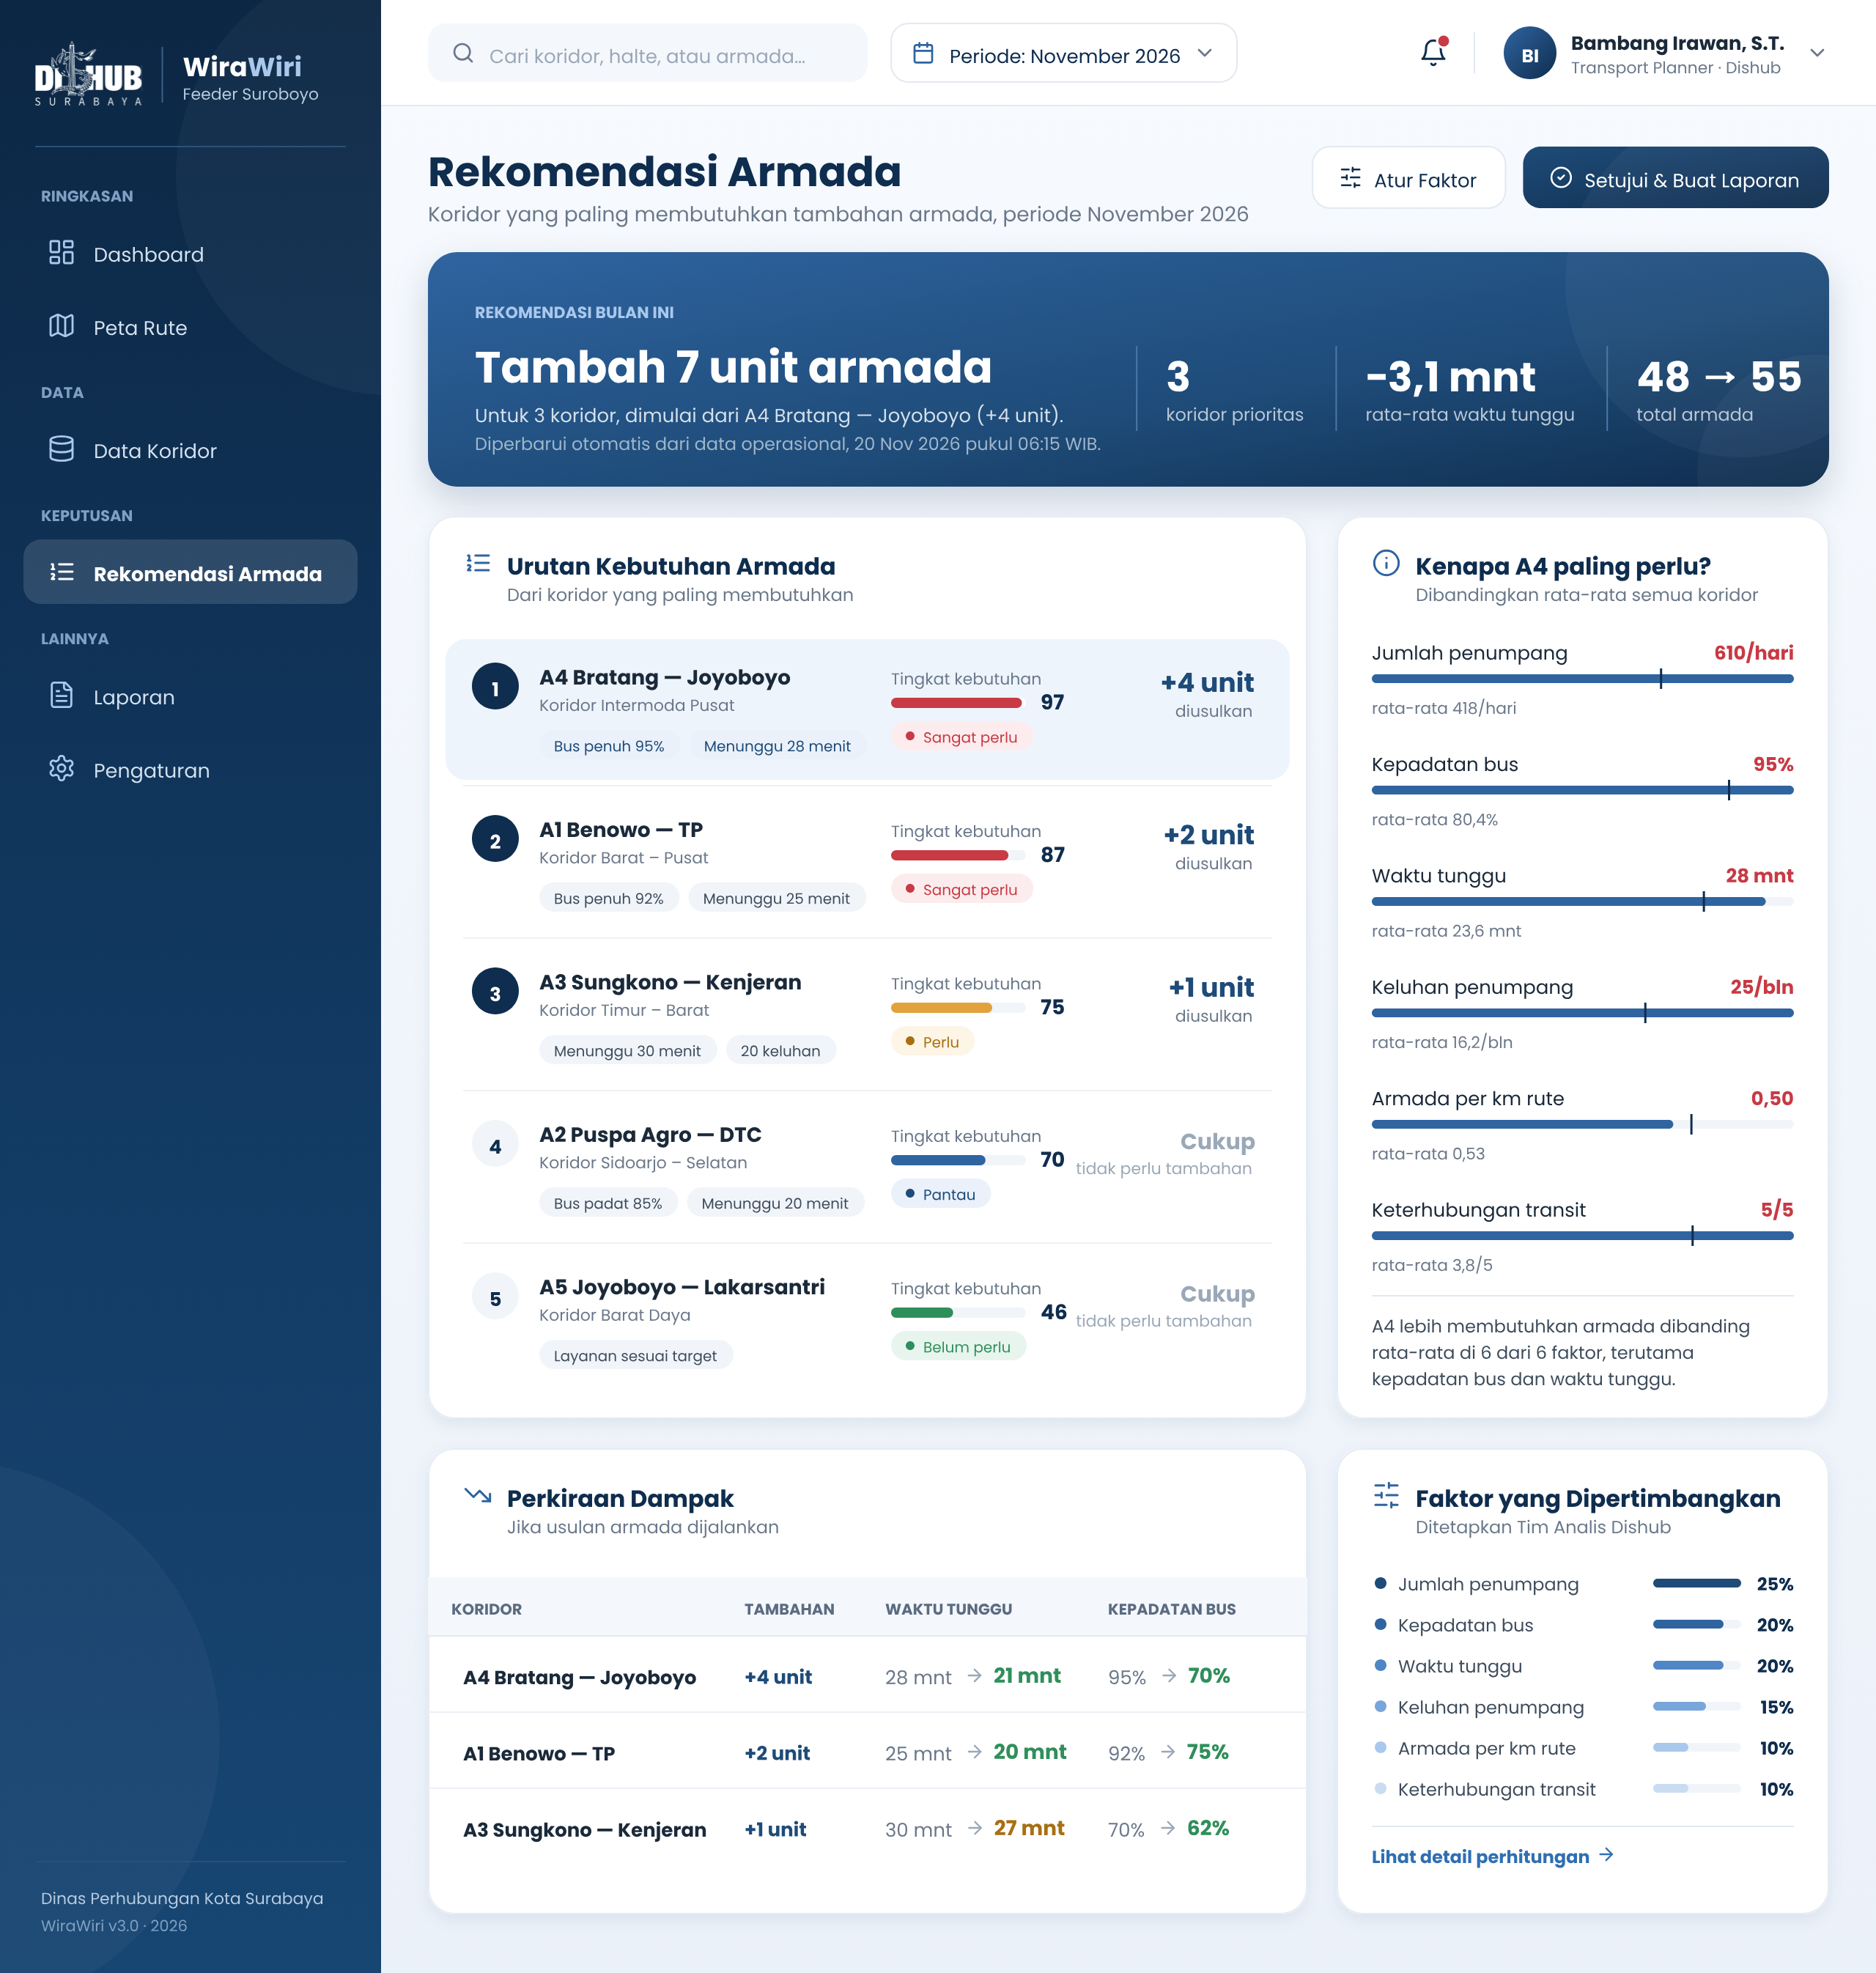 DISHUB
SURABAYA
WiraWiri
Feeder Suroboyo
RINGKASAN
Dashboard
Peta Rute
DATA
Data Koridor
KEPUTUSAN
Rekomendasi Armada
LAINNYA
Laporan
Pengaturan
Dinas Perhubungan Kota Surabaya
WiraWiri v3.0 · 2026
Cari koridor, halte, atau armada...
Periode: November 2026
BI
Bambang Irawan, S.T.
Transport Planner · Dishub
Rekomendasi Armada
Koridor yang paling membutuhkan tambahan armada, periode November 2026
Atur Faktor
Setujui & Buat Laporan
REKOMENDASI BULAN INI
Tambah 7 unit armada
Untuk 3 koridor, dimulai dari A4 Bratang — Joyoboyo (+4 unit).
Diperbarui otomatis dari data operasional, 20 Nov 2026 pukul 06:15 WIB.
3
koridor prioritas
-3,1 mnt
rata-rata waktu tunggu
48 → 55
total armada
Urutan Kebutuhan Armada
Dari koridor yang paling membutuhkan
1
A4 Bratang — Joyoboyo
Koridor Intermoda Pusat
Bus penuh 95% Menunggu 28 menit
Tingkat kebutuhan
97
Sangat perlu
+4 unit
diusulkan
2
A1 Benowo — TP
Koridor Barat – Pusat
Bus penuh 92% Menunggu 25 menit
Tingkat kebutuhan
87
Sangat perlu
+2 unit
diusulkan
3
A3 Sungkono — Kenjeran
Koridor Timur – Barat
Menunggu 30 menit 20 keluhan
Tingkat kebutuhan
75
Perlu
+1 unit
diusulkan
4
A2 Puspa Agro — DTC
Koridor Sidoarjo – Selatan
Bus padat 85% Menunggu 20 menit
Tingkat kebutuhan
70
Pantau
Cukup
tidak perlu tambahan
5
A5 Joyoboyo — Lakarsantri
Koridor Barat Daya
Layanan sesuai target
Tingkat kebutuhan
46
Belum perlu
Cukup
tidak perlu tambahan
Kenapa A4 paling perlu?
Dibandingkan rata-rata semua koridor
Jumlah penumpang 610/hari
rata-rata 418/hari
Kepadatan bus 95%
rata-rata 80,4%
Waktu tunggu 28 mnt
rata-rata 23,6 mnt
Keluhan penumpang 25/bln
rata-rata 16,2/bln
Armada per km rute 0,50
rata-rata 0,53
Keterhubungan transit 5/5
rata-rata 3,8/5
A4 lebih membutuhkan armada dibanding
rata-rata di 6 dari 6 faktor, terutama
kepadatan bus dan waktu tunggu.
Perkiraan Dampak
Jika usulan armada dijalankan
KORIDOR TAMBAHAN WAKTU TUNGGU KEPADATAN BUS
A4 Bratang — Joyoboyo +4 unit 28 mnt → 21 mnt 95% → 70%
A1 Benowo — TP +2 unit 25 mnt → 20 mnt 92% → 75%
A3 Sungkono — Kenjeran +1 unit 30 mnt → 27 mnt 70% → 62%
Faktor yang Dipertimbangkan
Ditetapkan Tim Analis Dishub
Jumlah penumpang 25%
Kepadatan bus 20%
Waktu tunggu 20%
Keluhan penumpang 15%
Armada per km rute 10%
Keterhubungan transit 10%
Lihat detail perhitungan →